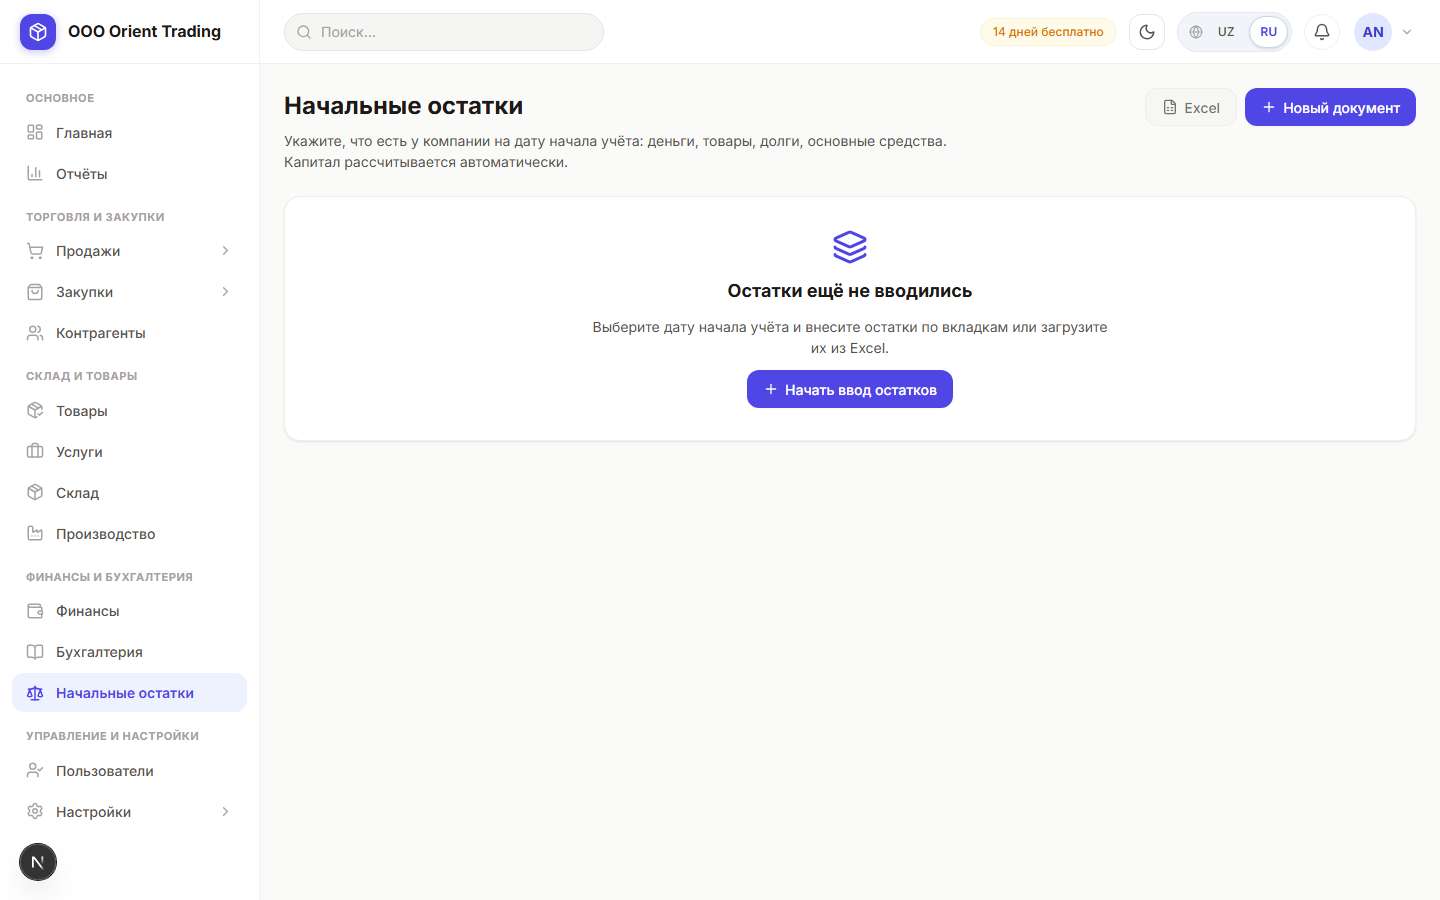 ООО Orient Trading
Поиск...
14 дней бесплатно
UZ
RU
AN
ОСНОВНОЕ
Главная
Отчёты
ТОРГОВЛЯ И ЗАКУПКИ
Продажи
Закупки
Контрагенты
СКЛАД И ТОВАРЫ
Товары
Услуги
Склад
Производство
ФИНАНСЫ И БУХГАЛТЕРИЯ
Финансы
Бухгалтерия
Начальные остатки
УПРАВЛЕНИЕ И НАСТРОЙКИ
Пользователи
Настройки
N
Начальные остатки
Укажите, что есть у компании на дату начала учёта: деньги, товары, долги, основные средства.
Капитал рассчитывается автоматически.
Excel
Новый документ
Остатки ещё не вводились
Выберите дату начала учёта и внесите остатки по вкладкам или загрузите
их из Excel.
Начать ввод остатков